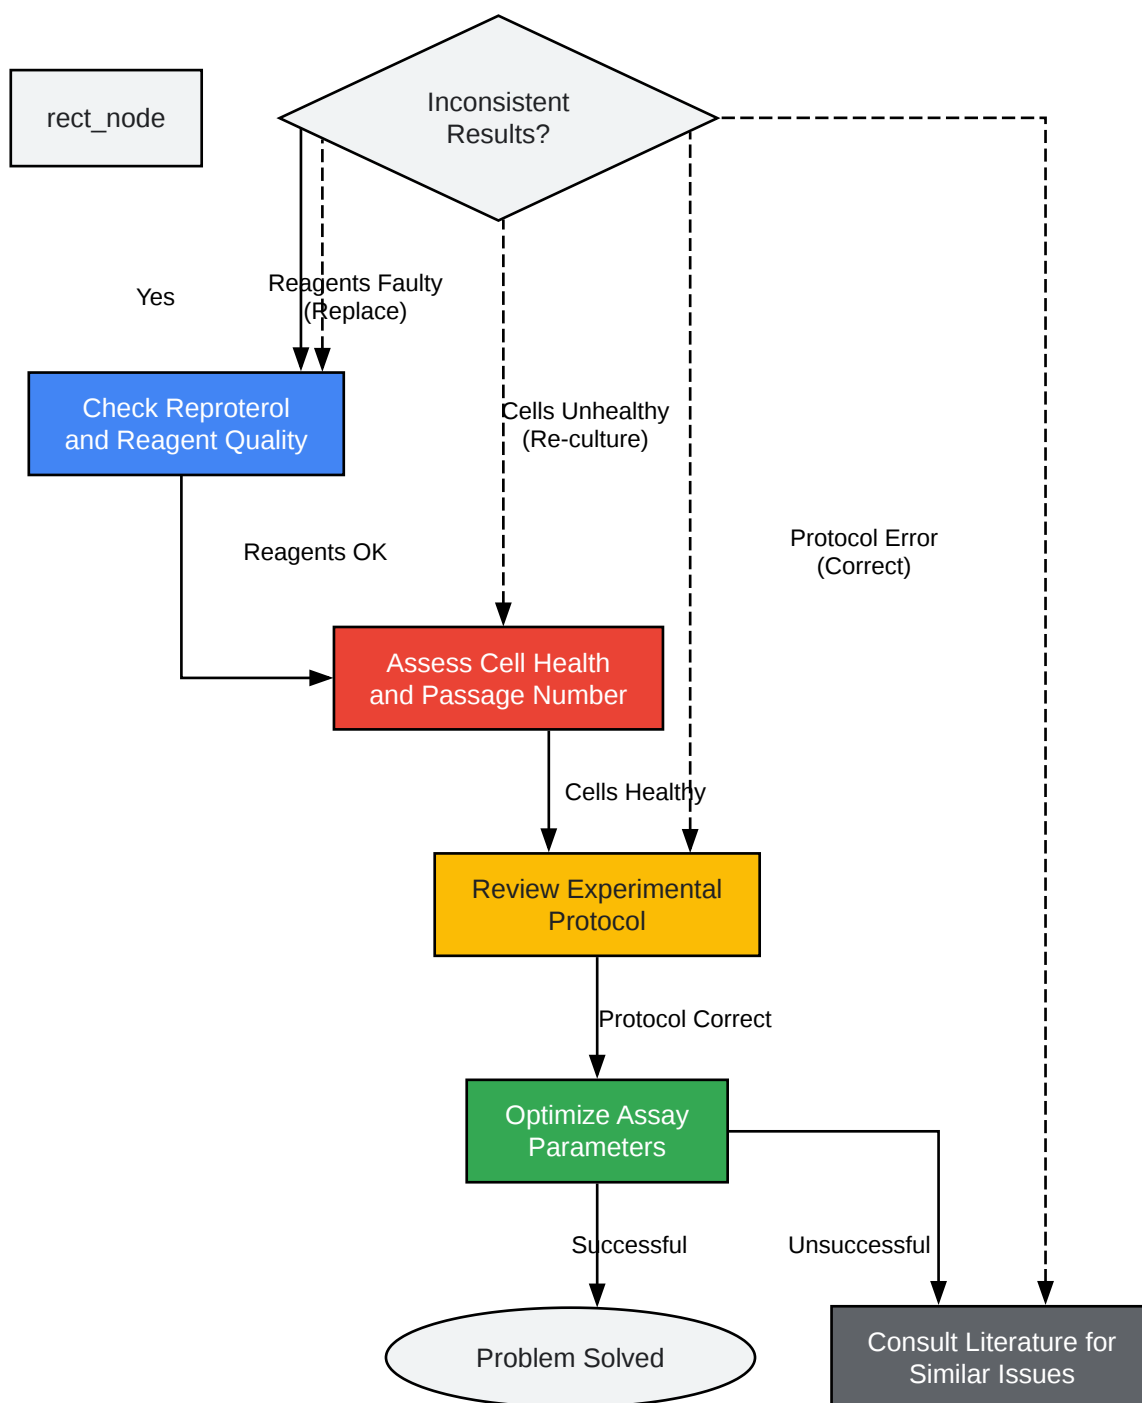 Inconsistent
Results?
rect_node
Yes
Reagents Faulty
(Replace)
Check Reproterol
and Reagent Quality
Cells Unhealthy
(Re-culture)
Reagents OK
Protocol Error
(Correct)
Assess Cell Health
and Passage Number
Cells Healthy
Review Experimental
Protocol
Protocol Correct
Optimize Assay
Parameters
Successful
Unsuccessful
Problem Solved
Consult Literature for
Similar Issues